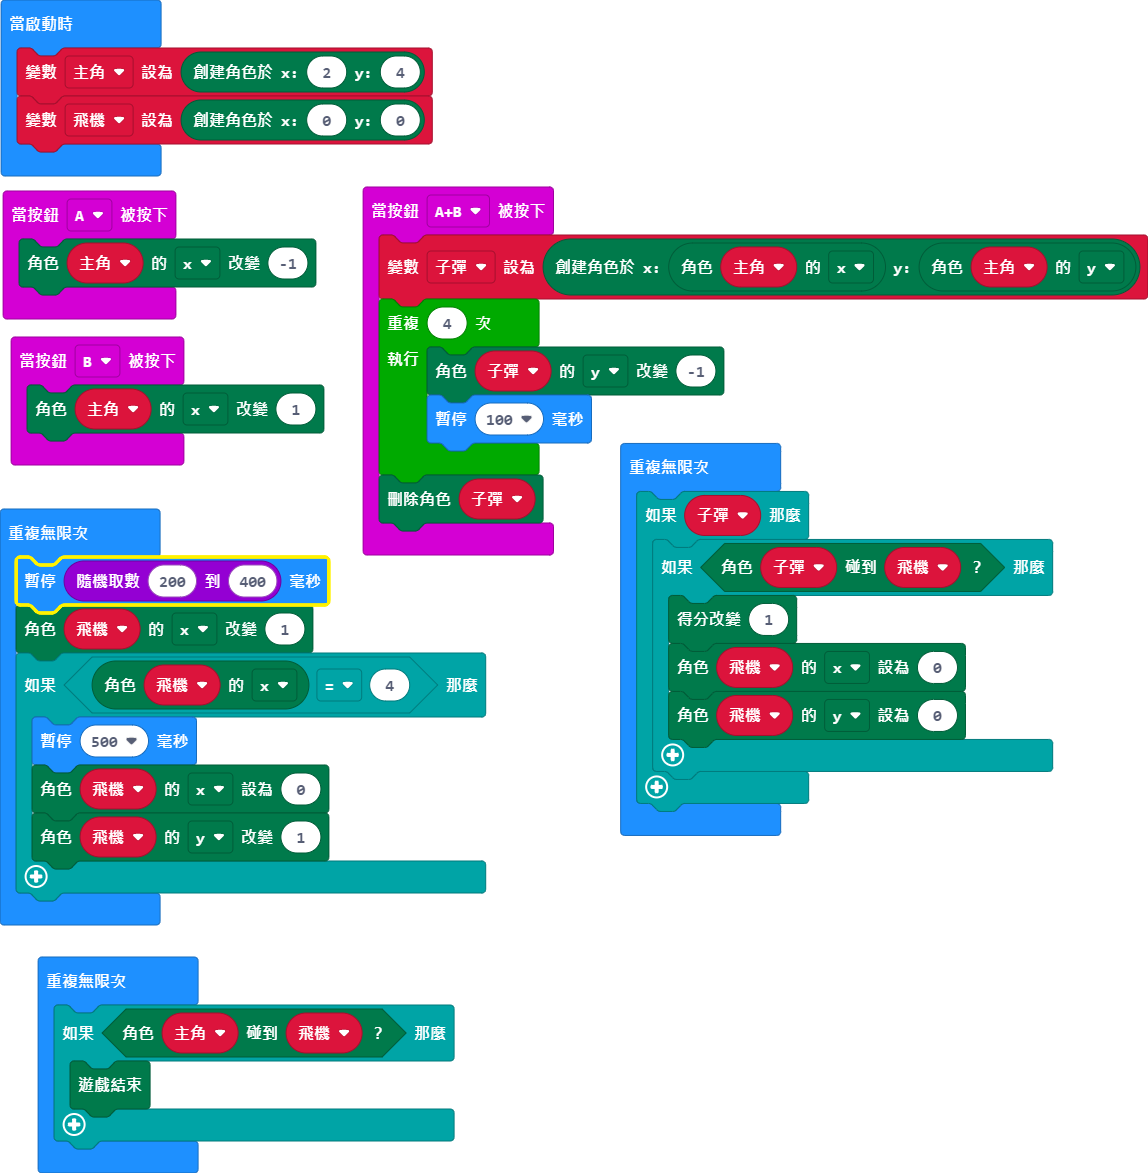 當啟動時
變數 主角 設為 創建角色於 x: 2 y: 4
變數 飛機 設為 創建角色於 x: 0 y: 0
當按鈕 A 被按下
角色 主角 的 x 改變 -1
當按鈕 B 被按下
角色 主角 的 x 改變 1
當按鈕 A+B 被按下
變數 子彈 設為 創建角色於 x: 角色 主角 的 x y: 角色 主角 的 y
重複 4 次
執行 角色 子彈 的 y 改變 -1
暫停 100 毫秒
刪除角色 子彈
重複無限次
如果 子彈 那麼
如果 角色 子彈 碰到 飛機 ? 那麼
得分改變 1
角色 飛機 的 x 設為 0
角色 飛機 的 y 設為 0
重複無限次
暫停 隨機取數 200 到 400 毫秒
角色 飛機 的 x 改變 1
如果 角色 飛機 的 x = 4 那麼
暫停 500 毫秒
角色 飛機 的 x 設為 0
角色 飛機 的 y 改變 1
重複無限次
如果 角色 主角 碰到 飛機 ? 那麼
遊戲結束